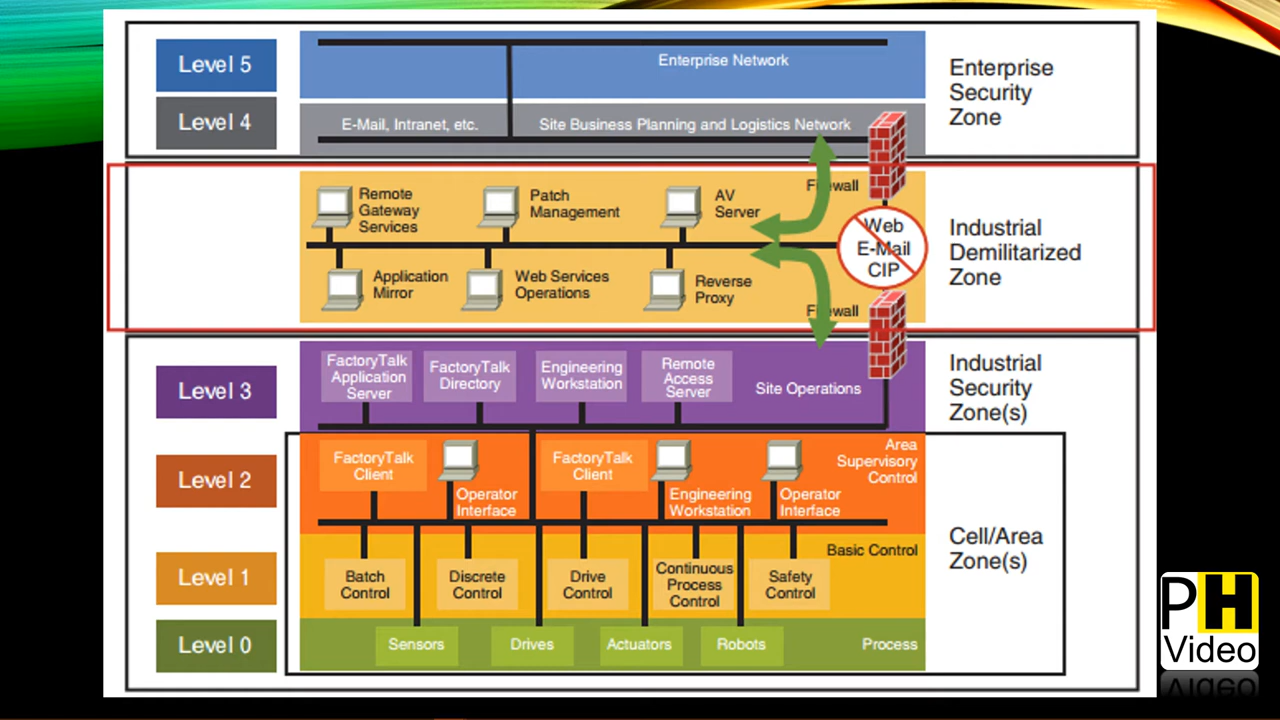 Level 5
Enterprise Network
Enterprise
Security
Zone
Level 4
E-Mail, Intranet, etc.
Site Business Planning and Logistics Network
Remote
Gateway
Services
Patch
Management
AV
Server
Firewall
Web
E-Mail
CIP
Industrial
Demilitarized
Zone
Application
Mirror
Web Services
Operations
Reverse
Proxy
Firewall
Level 3
FactoryTalk
Application
Server
FactoryTalk
Directory
Engineering
Workstation
Remote
Access
Server
Site Operations
Industrial
Security
Zone(s)
Level 2
FactoryTalk
Client
Operator
Interface
FactoryTalk
Client
Engineering
Workstation
Operator
Interface
Area
Supervisory
Control
Cell/Area
Zone(s)
Level 1
Basic Control
Batch
Control
Discrete
Control
Drive
Control
Continuous
Process
Control
Safety
Control
Level 0
Sensors
Drives
Actuators
Robots
Process
PH
Video